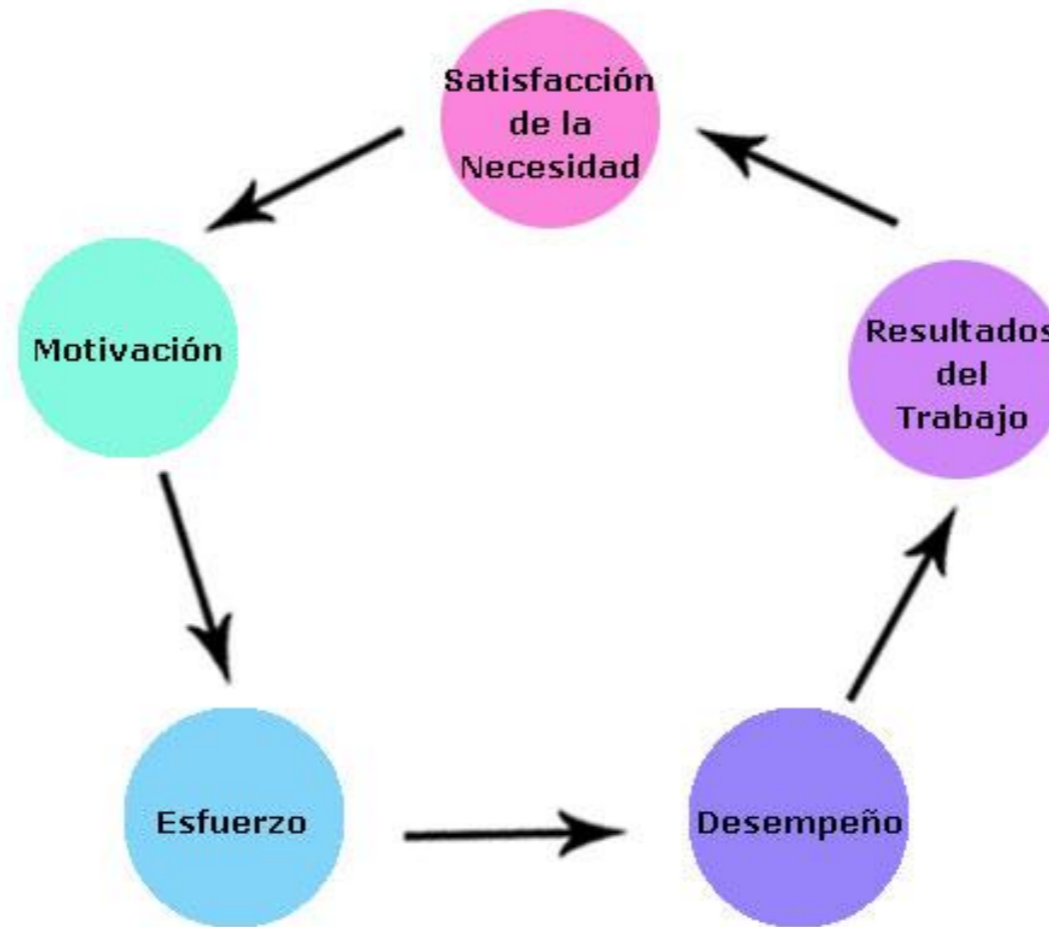 Satisfacción
de la
Necesidad
Motivación
Resultados
del
Trabajo
Esfuerzo
Desempeño